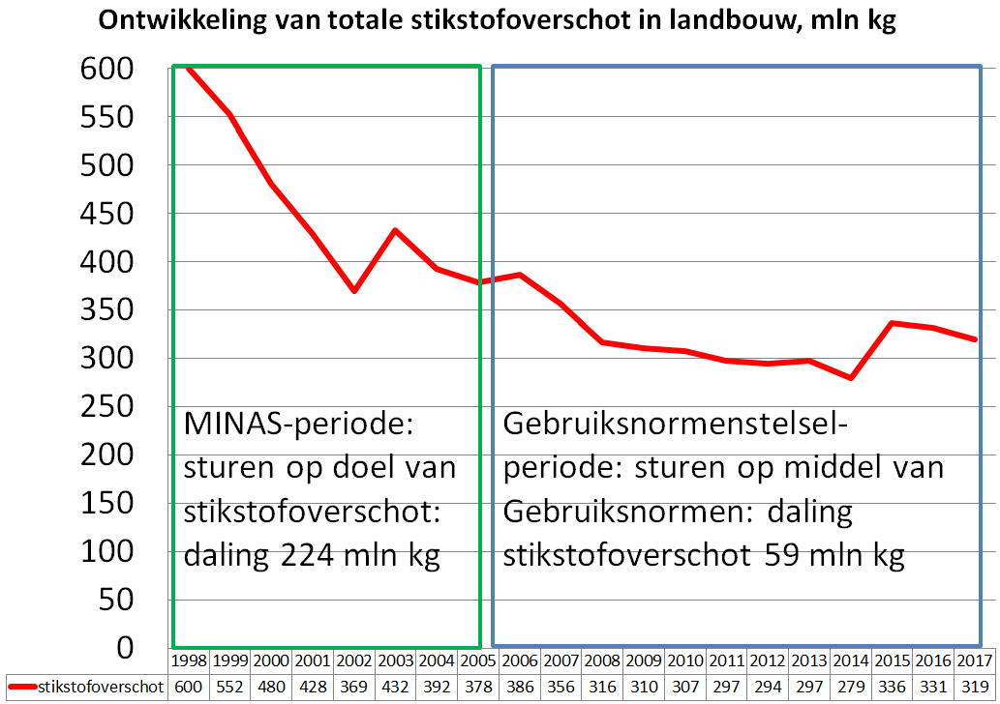 Ontwikkeling van totale stikstofoverschot in landbouw, mln kg
600
550
500
450
400
350
300
250
200
150
100
50
0
MINAS-periode:
sturen op doel van
stikstofoverschot:
daling 224 mln kg
Gebruiksnormenstelsel-
periode: sturen op middel van
Gebruiksnormen: daling
stikstofoverschot 59 mln kg
1998 1999 2000 2001 2002 2003 2004 2005 2006 2007 2008 2009 2010 2011 2012 2013 2014 2015 2016 2017
stikstofoverschot 600 552 480 428 369 432 392 378 386 356 316 310 307 297 294 297 279 336 331 319